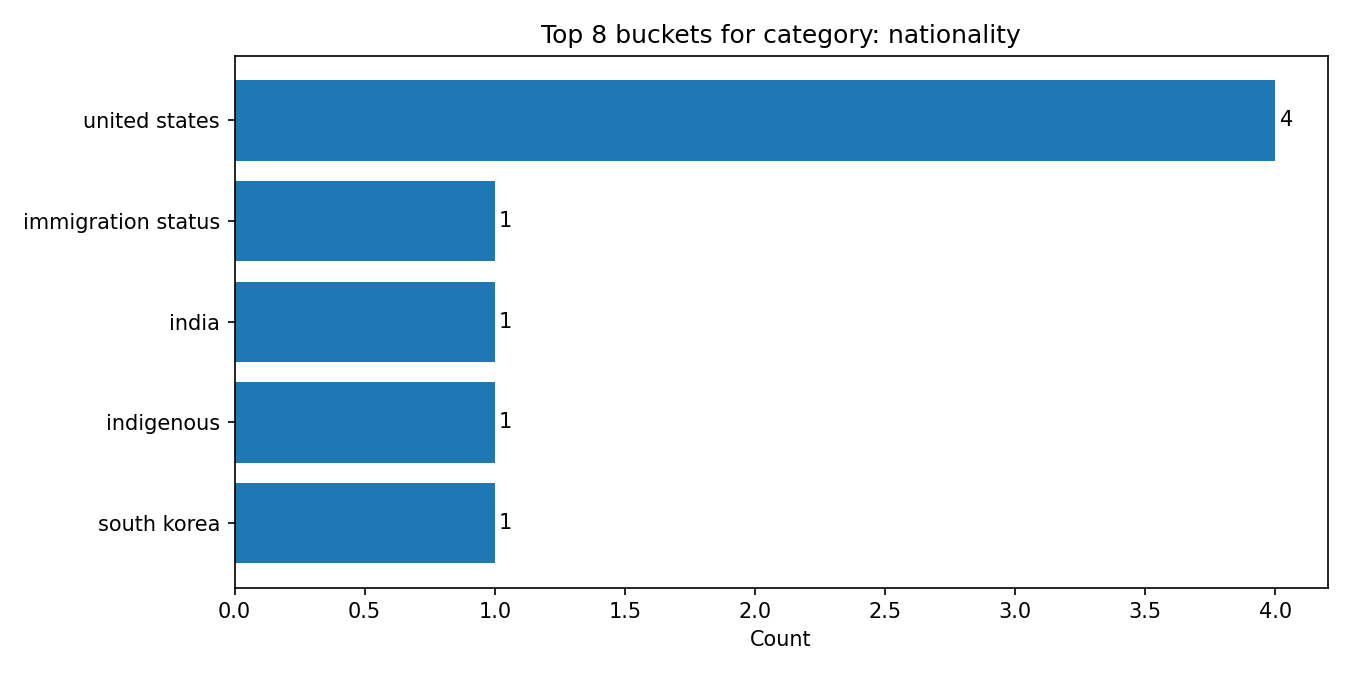 Top 8 buckets for category: nationality
united states
4
immigration status
1
india
1
indigenous
1
south korea
1
0.0 0.5 1.0 1.5 2.0 2.5 3.0 3.5 4.0
Count